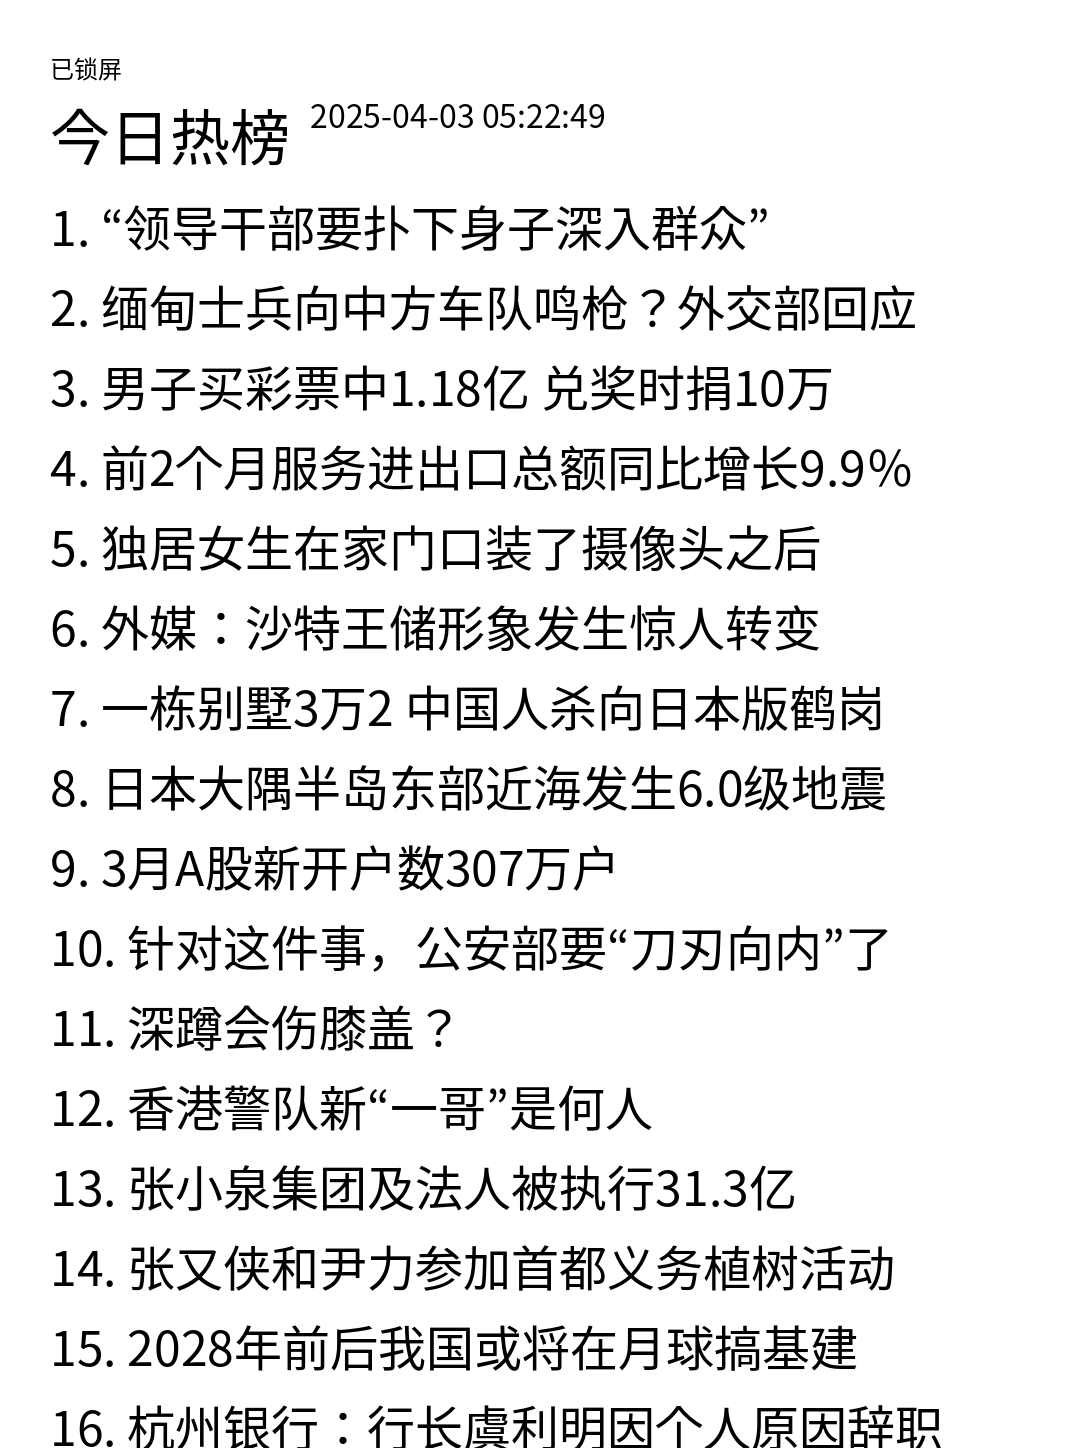 已锁屏
今日热榜 2025-04-03 05:22:49
1. “领导干部要扑下身子深入群众”
2. 缅甸士兵向中方车队鸣枪？外交部回应
3. 男子买彩票中1.18亿 兑奖时捐10万
4. 前2个月服务进出口总额同比增长9.9%
5. 独居女生在家门口装了摄像头之后
6. 外媒：沙特王储形象发生惊人转变
7. 一栋别墅3万2 中国人杀向日本版鹤岗
8. 日本大隅半岛东部近海发生6.0级地震
9. 3月A股新开户数307万户
10. 针对这件事，公安部要“刀刃向内”了
11. 深蹲会伤膝盖？
12. 香港警队新“一哥”是何人
13. 张小泉集团及法人被执行31.3亿
14. 张又侠和尹力参加首都义务植树活动
15. 2028年前后我国或将在月球搞基建
16. 杭州银行：行长虞利明因个人原因辞职